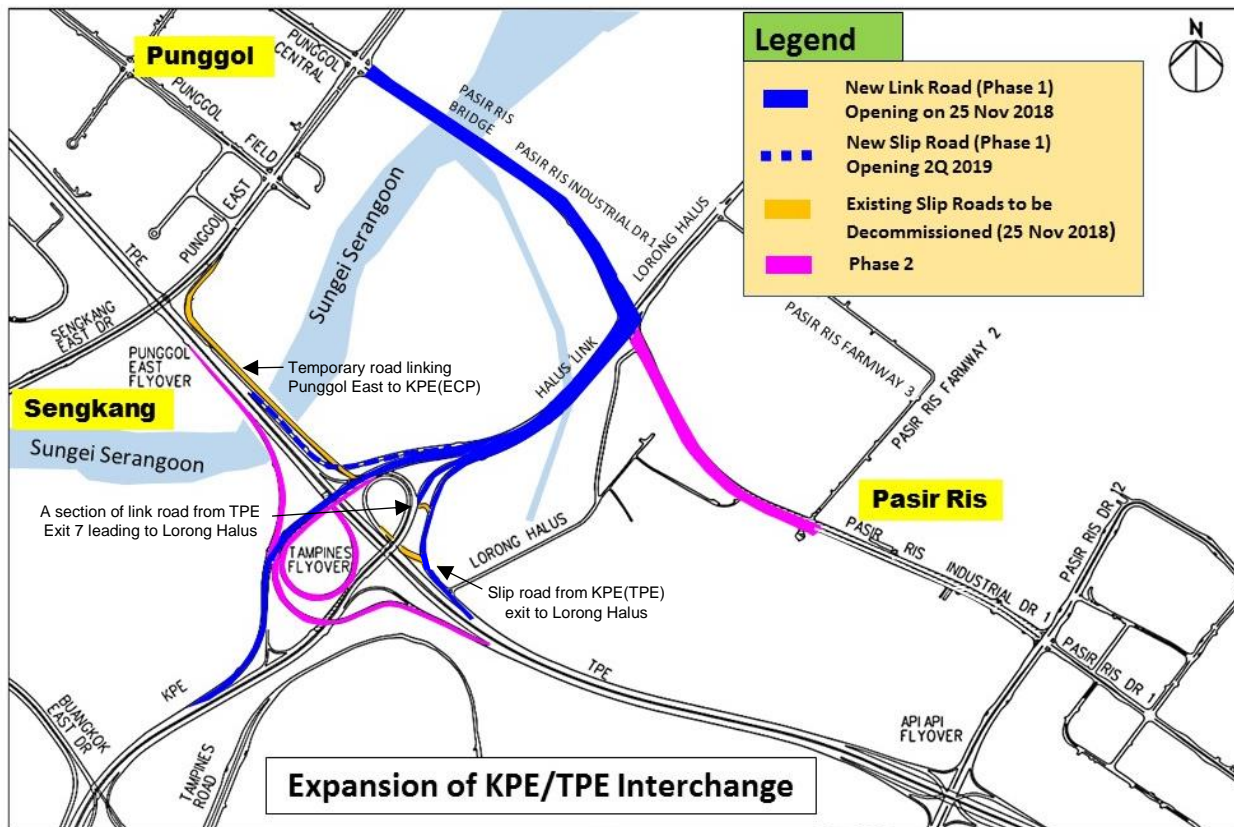 Punggol
PUNGGOL
CENTRAL
PUNGGOL
FIELD
PUNGGOL EAST
TPE
SENGKANG
EAST DR
PUNGGOL
EAST
FLYOVER
Sengkang
Sungei Serangoon
Sungei Serangoon
PASIR RIS
BRIDGE
PASIR RIS INDUSTRIAL DR 1
LORONG HALUS
HALUS LINK
Legend
New Link Road (Phase 1)
Opening on 25 Nov 2018
New Slip Road (Phase 1)
Opening 2Q 2019
Existing Slip Roads to be
Decommissioned (25 Nov 2018)
Phase 2
N
PASIR RIS FARMWAY 3
PASIR RIS FARMWAY 2
Temporary road linking
Punggol East to KPE(ECP)
A section of link road from TPE
Exit 7 leading to Lorong Halus
TAMPINES
FLYOVER
LORONG HALUS
Slip road from KPE(TPE)
exit to Lorong Halus
Pasir Ris
PASIR RIS
INDUSTRIAL DR 1
PASIR RIS DR 12
PASIR RIS DR 1
KPE
TPE
BUANGKOK
EAST DR
TAMPINES
ROAD
API API
FLYOVER
Expansion of KPE/TPE Interchange